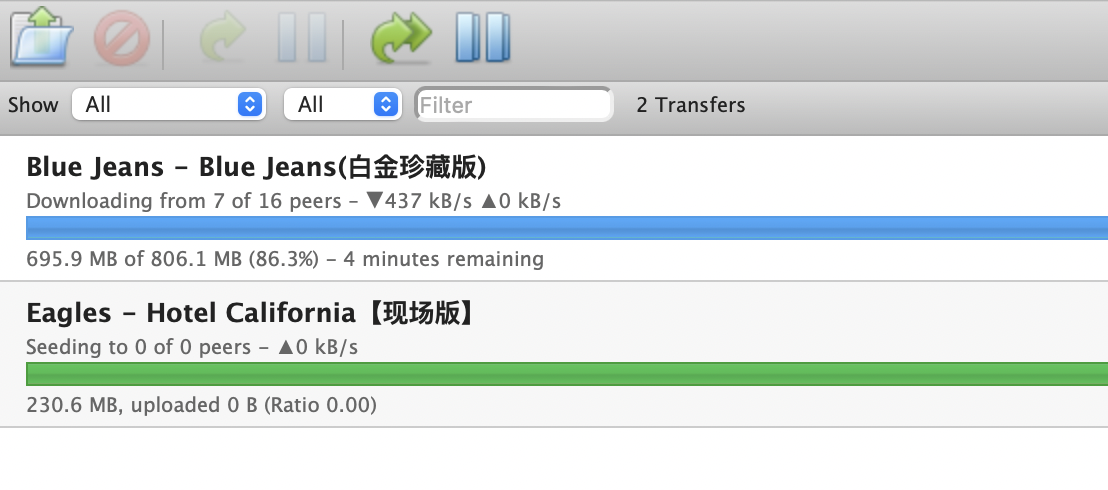 Show All All Filter 2 Transfers
Blue Jeans – Blue Jeans(白金珍藏版)
Downloading from 7 of 16 peers – ▼437 kB/s ▲0 kB/s
695.9 MB of 806.1 MB (86.3%) – 4 minutes remaining
Eagles – Hotel California【现场版】
Seeding to 0 of 0 peers – ▲0 kB/s
230.6 MB, uploaded 0 B (Ratio 0.00)